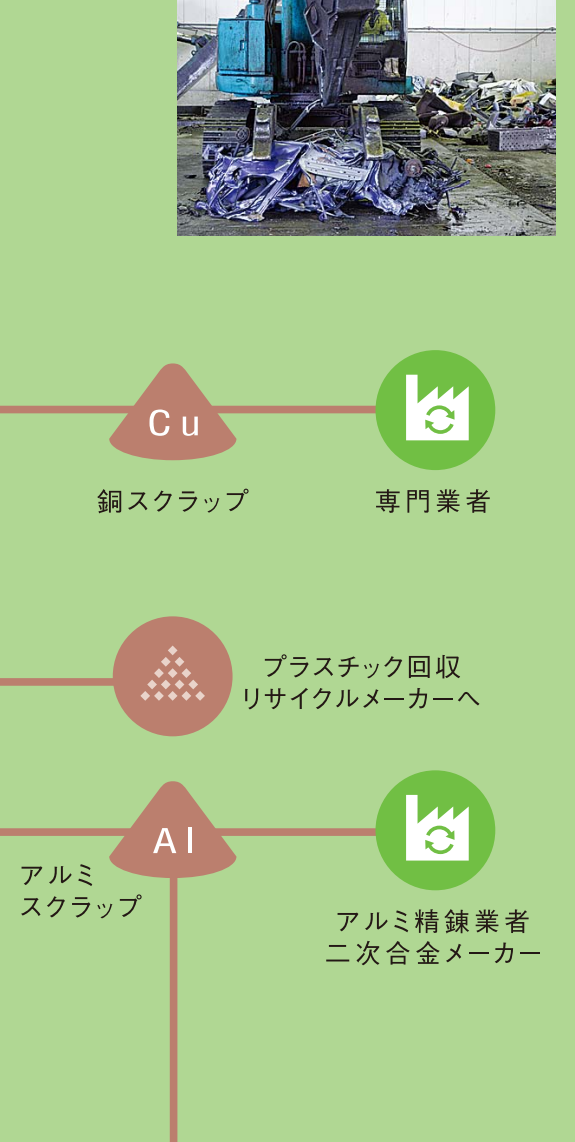 Cu
銅スクラップ
専門業者
プラスチック回収
リサイクルメーカーへ
Al
アルミ
スクラップ
アルミ精錬業者
二次合金メーカー